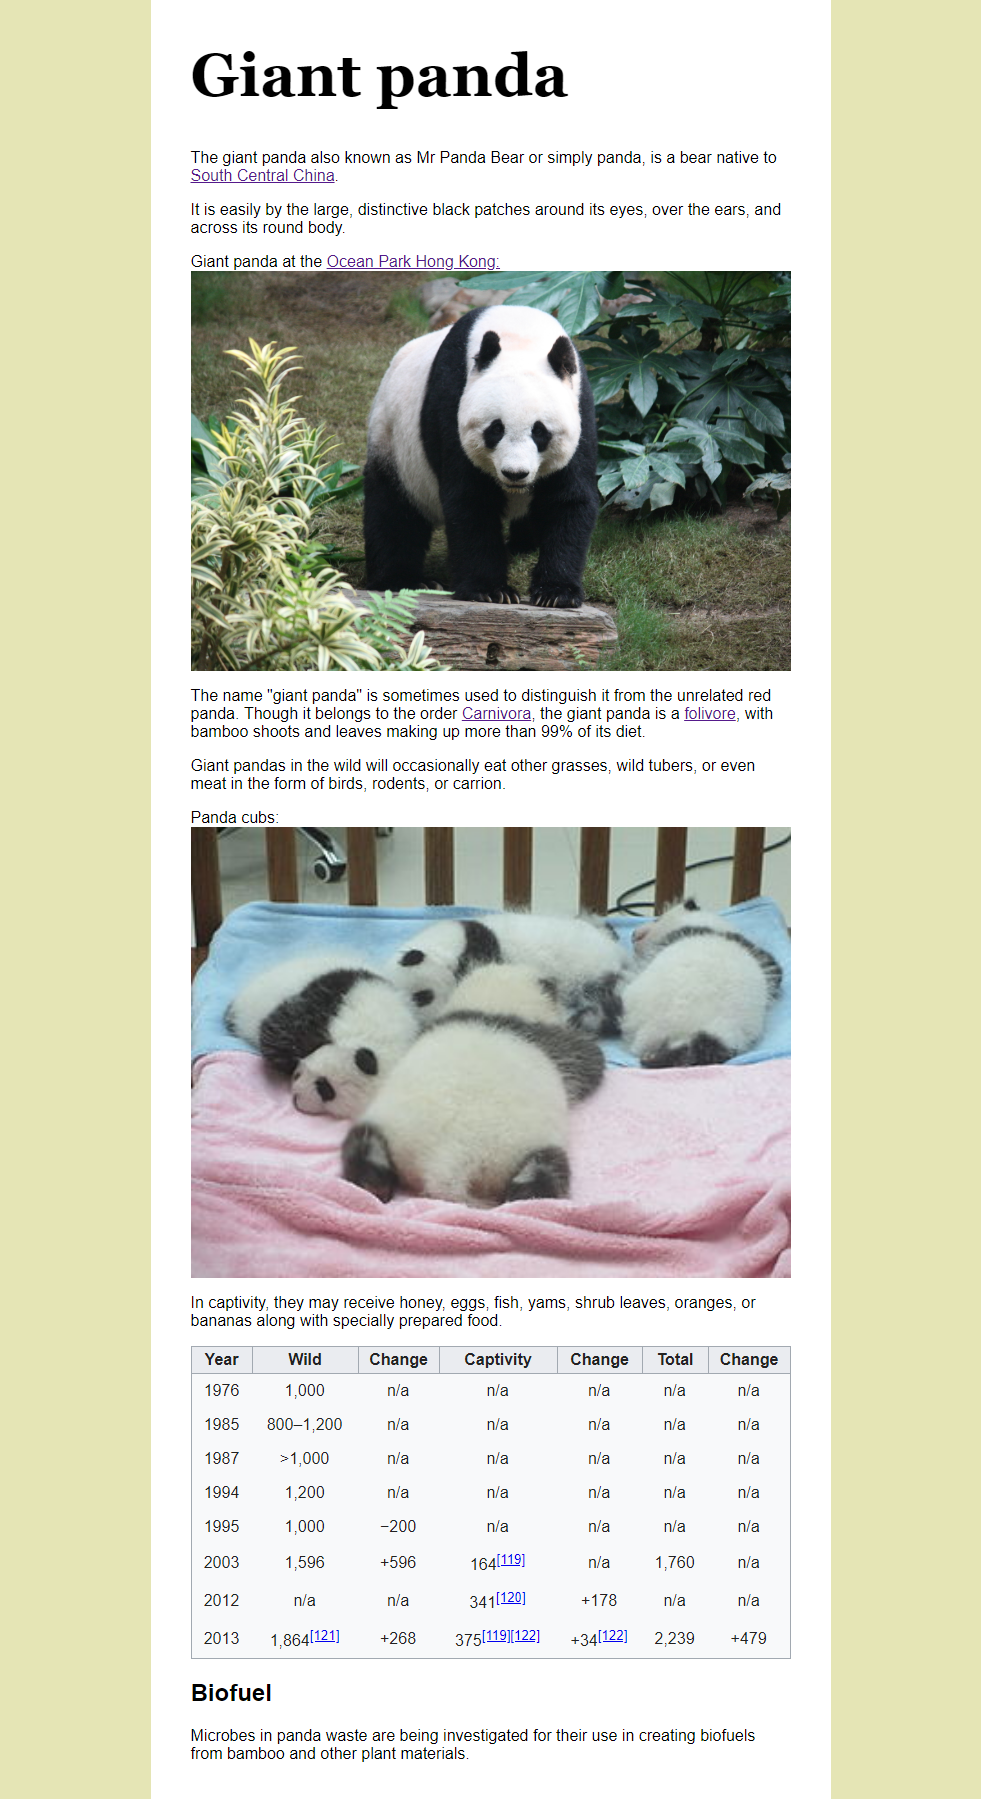 Giant panda
The giant panda also known as Mr Panda Bear or simply panda, is a bear native to
South Central China.
It is easily by the large, distinctive black patches around its eyes, over the ears, and
across its round body.
Giant panda at the Ocean Park Hong Kong:
The name "giant panda" is sometimes used to distinguish it from the unrelated red
panda. Though it belongs to the order Carnivora, the giant panda is a folivore, with
bamboo shoots and leaves making up more than 99% of its diet.
Giant pandas in the wild will occasionally eat other grasses, wild tubers, or even
meat in the form of birds, rodents, or carrion.
Panda cubs:
In captivity, they may receive honey, eggs, fish, yams, shrub leaves, oranges, or
bananas along with specially prepared food.
Year Wild Change Captivity Change Total Change
1976 1,000 n/a n/a n/a n/a n/a
1985 800–1,200 n/a n/a n/a n/a n/a
1987 >1,000 n/a n/a n/a n/a n/a
1994 1,200 n/a n/a n/a n/a n/a
1995 1,000 −200 n/a n/a n/a n/a
2003 1,596 +596 164[119] n/a 1,760 n/a
2012 n/a n/a 341[120] +178 n/a n/a
2013 1,864[121] +268 375[119][122] +34[122] 2,239 +479
Biofuel
Microbes in panda waste are being investigated for their use in creating biofuels
from bamboo and other plant materials.